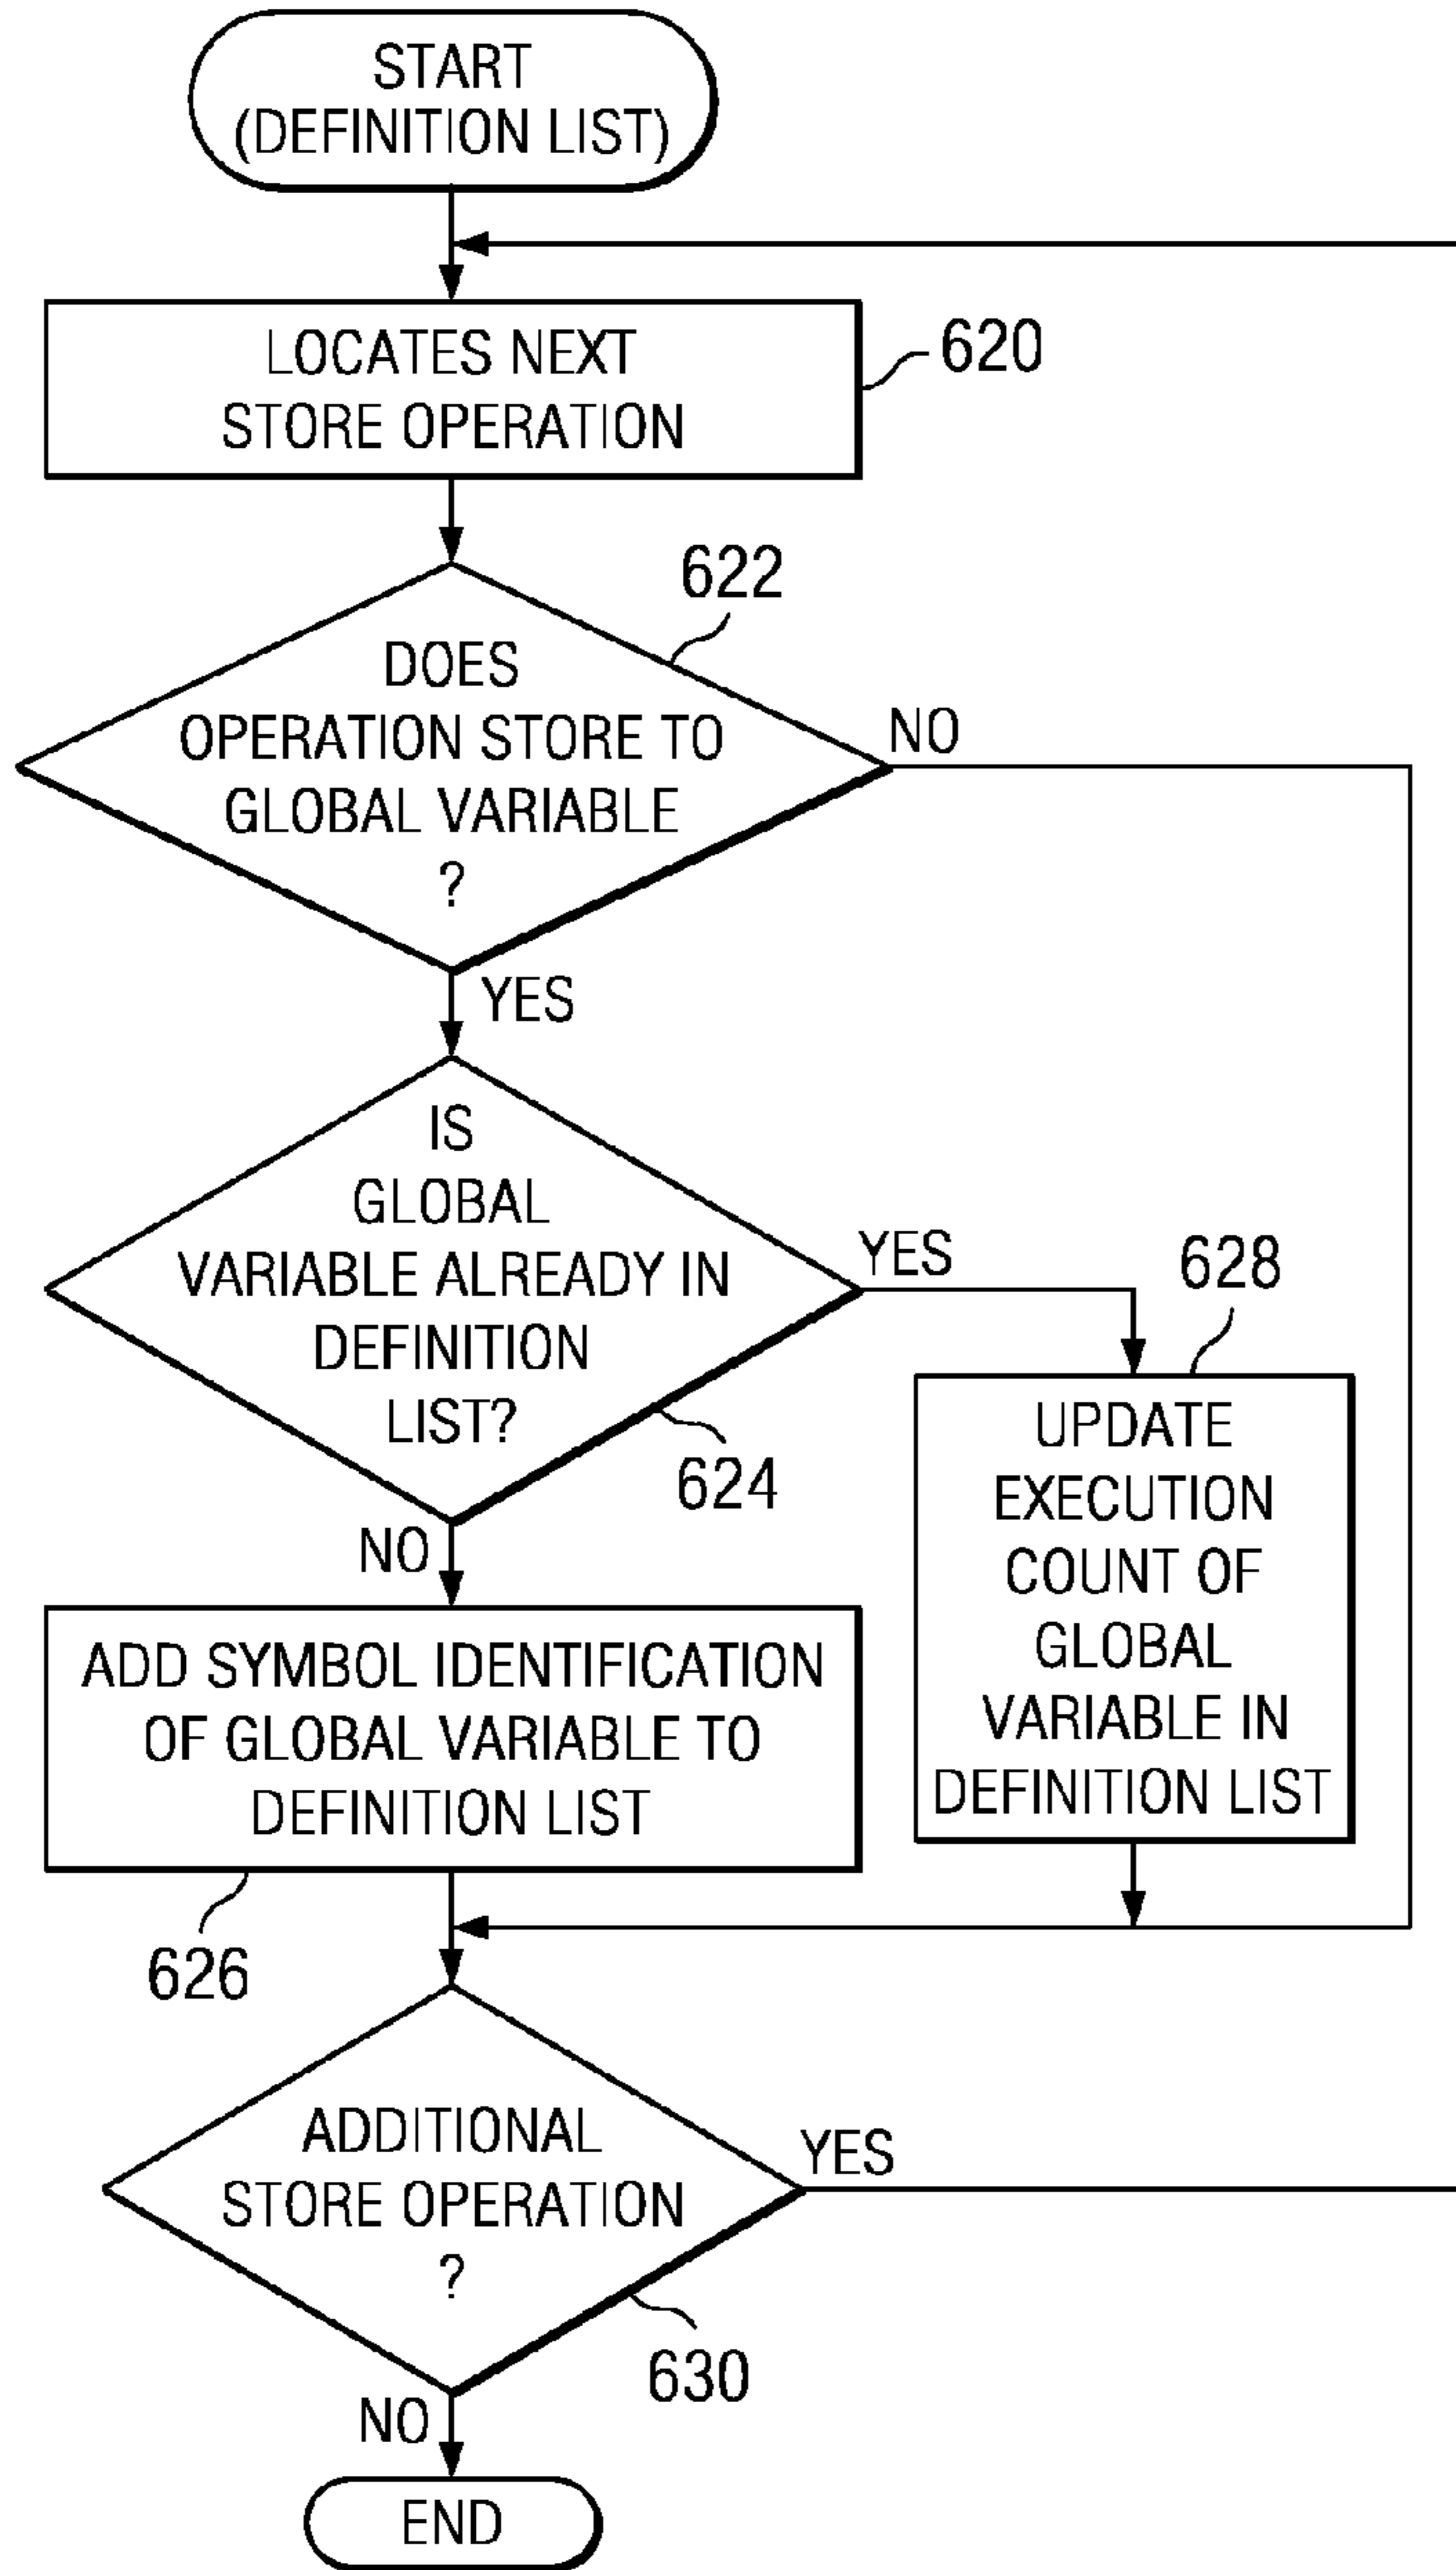 START
(DEFINITION LIST)
LOCATES NEXT
STORE OPERATION
620
622
DOES
OPERATION STORE TO
GLOBAL VARIABLE
?
NO
YES
IS
GLOBAL
VARIABLE ALREADY IN
DEFINITION
LIST?
YES
624
NO
628
UPDATE
EXECUTION
COUNT OF
GLOBAL
VARIABLE IN
DEFINITION LIST
ADD SYMBOL IDENTIFICATION
OF GLOBAL VARIABLE TO
DEFINITION LIST
626
ADDITIONAL
STORE OPERATION
?
YES
630
NO
END